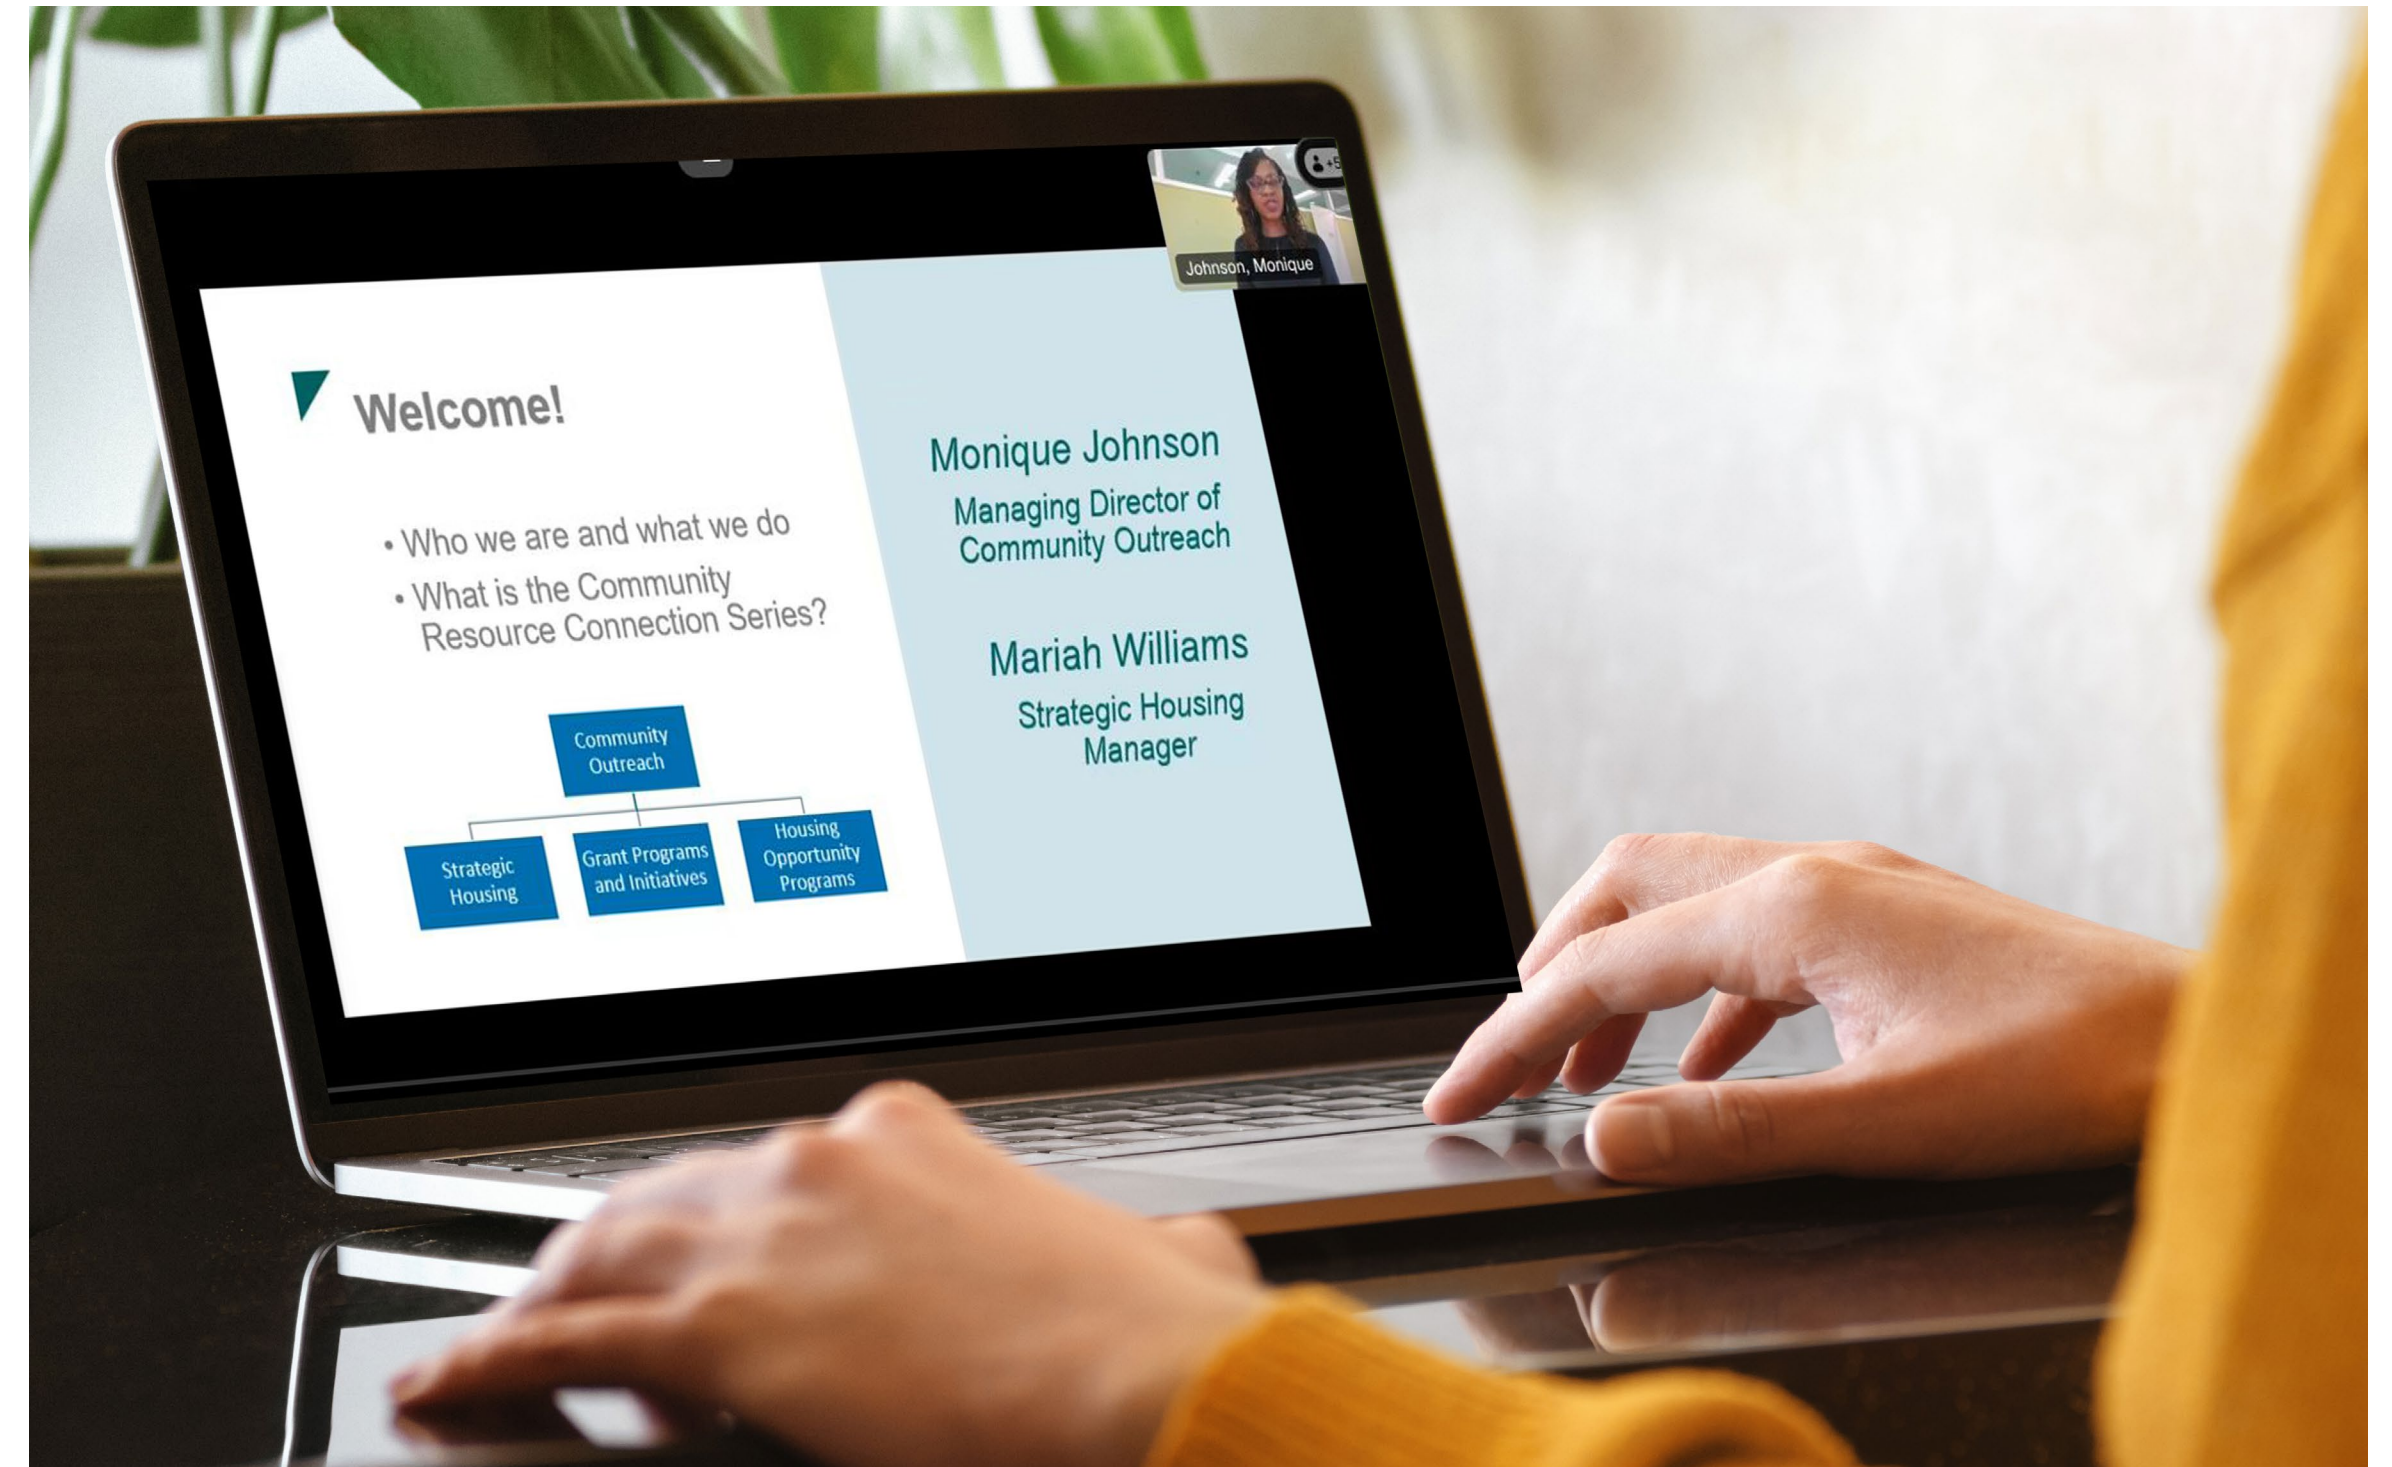 +5
Johnson, Monique
Welcome!
• Who we are and what we do
• What is the Community
Resource Connection Series?
Community
Outreach
Strategic
Housing
Grant Programs
and Initiatives
Housing
Opportunity
Programs
Monique Johnson
Managing Director of
Community Outreach
Mariah Williams
Strategic Housing
Manager